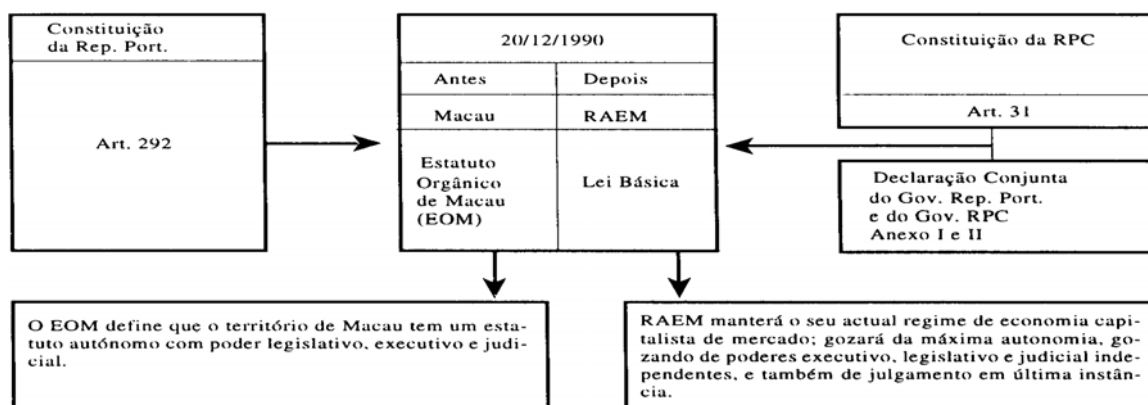 Constituição
da Rep. Port.
Art. 292
20/12/1990
Antes
Depois
Macau
RAEM
Estatuto
Orgânico
de Macau
(EOM)
Lei Básica
Constituição da RPC
Art. 31
Declaração Conjunta
do Gov. Rep. Port.
e do Gov. RPC
Anexo I e II
O EOM define que o território de Macau tem um esta-
tuto autónomo com poder legislativo, executivo e judi-
cial.
RAEM manterá o seu actual regime de economia capi-
talista de mercado; gozará da máxima autonomia, go-
zando de poderes executivo, legislativo e judicial inde-
pendentes, e também de julgamento em última instân-
cia.